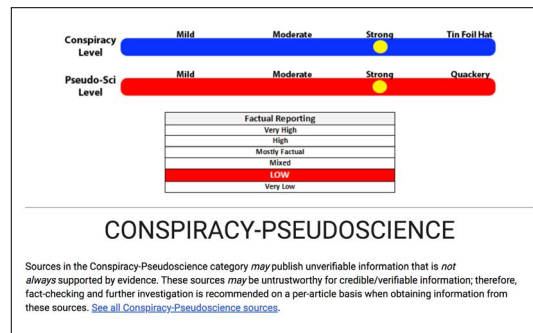 Conspiracy Level Mild Moderate Strong Tin Foil Hat
Pseudo-Sci Level Mild Moderate Strong Quackery
Factual Reporting
Very High
High
Mostly Factual
Mixed
LOW
Very Low
CONSPIRACY-PSEUDOSCIENCE
Sources in the Conspiracy-Pseudoscience category may publish unverifiable information that is not
always supported by evidence. These sources may be untrustworthy for credible/verifiable information; therefore,
fact-checking and further investigation is recommended on a per-article basis when obtaining information from
these sources. See all Conspiracy-Pseudoscience sources.